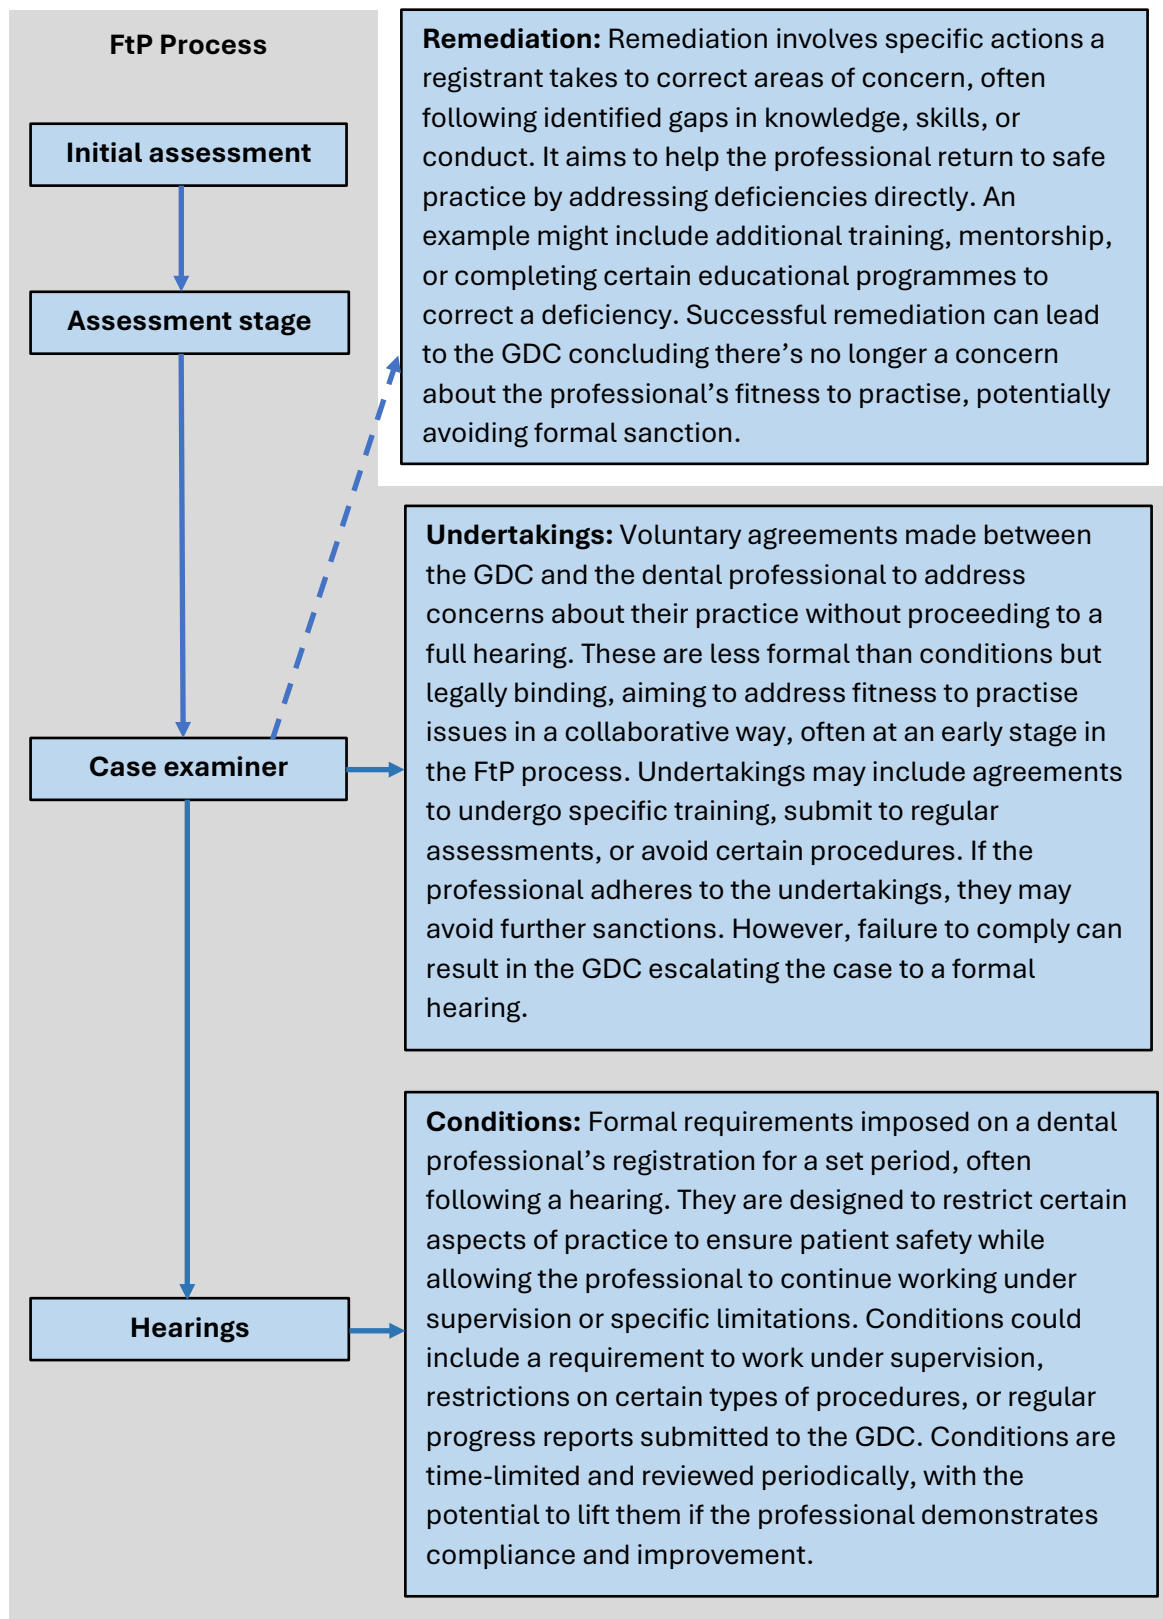 FtP Process
Initial assessment
Assessment stage
Case examiner
Hearings
Remediation: Remediation involves specific actions a
registrant takes to correct areas of concern, often
following identified gaps in knowledge, skills, or
conduct. It aims to help the professional return to safe
practice by addressing deficiencies directly. An
example might include additional training, mentorship,
or completing certain educational programmes to
correct a deficiency. Successful remediation can lead
to the GDC concluding there’s no longer a concern
about the professional’s fitness to practise, potentially
avoiding formal sanction.
Undertakings: Voluntary agreements made between
the GDC and the dental professional to address
concerns about their practice without proceeding to a
full hearing. These are less formal than conditions but
legally binding, aiming to address fitness to practise
issues in a collaborative way, often at an early stage in
the FtP process. Undertakings may include agreements
to undergo specific training, submit to regular
assessments, or avoid certain procedures. If the
professional adheres to the undertakings, they may
avoid further sanctions. However, failure to comply can
result in the GDC escalating the case to a formal
hearing.
Conditions: Formal requirements imposed on a dental
professional’s registration for a set period, often
following a hearing. They are designed to restrict certain
aspects of practice to ensure patient safety while
allowing the professional to continue working under
supervision or specific limitations. Conditions could
include a requirement to work under supervision,
restrictions on certain types of procedures, or regular
progress reports submitted to the GDC. Conditions are
time-limited and reviewed periodically, with the
potential to lift them if the professional demonstrates
compliance and improvement.